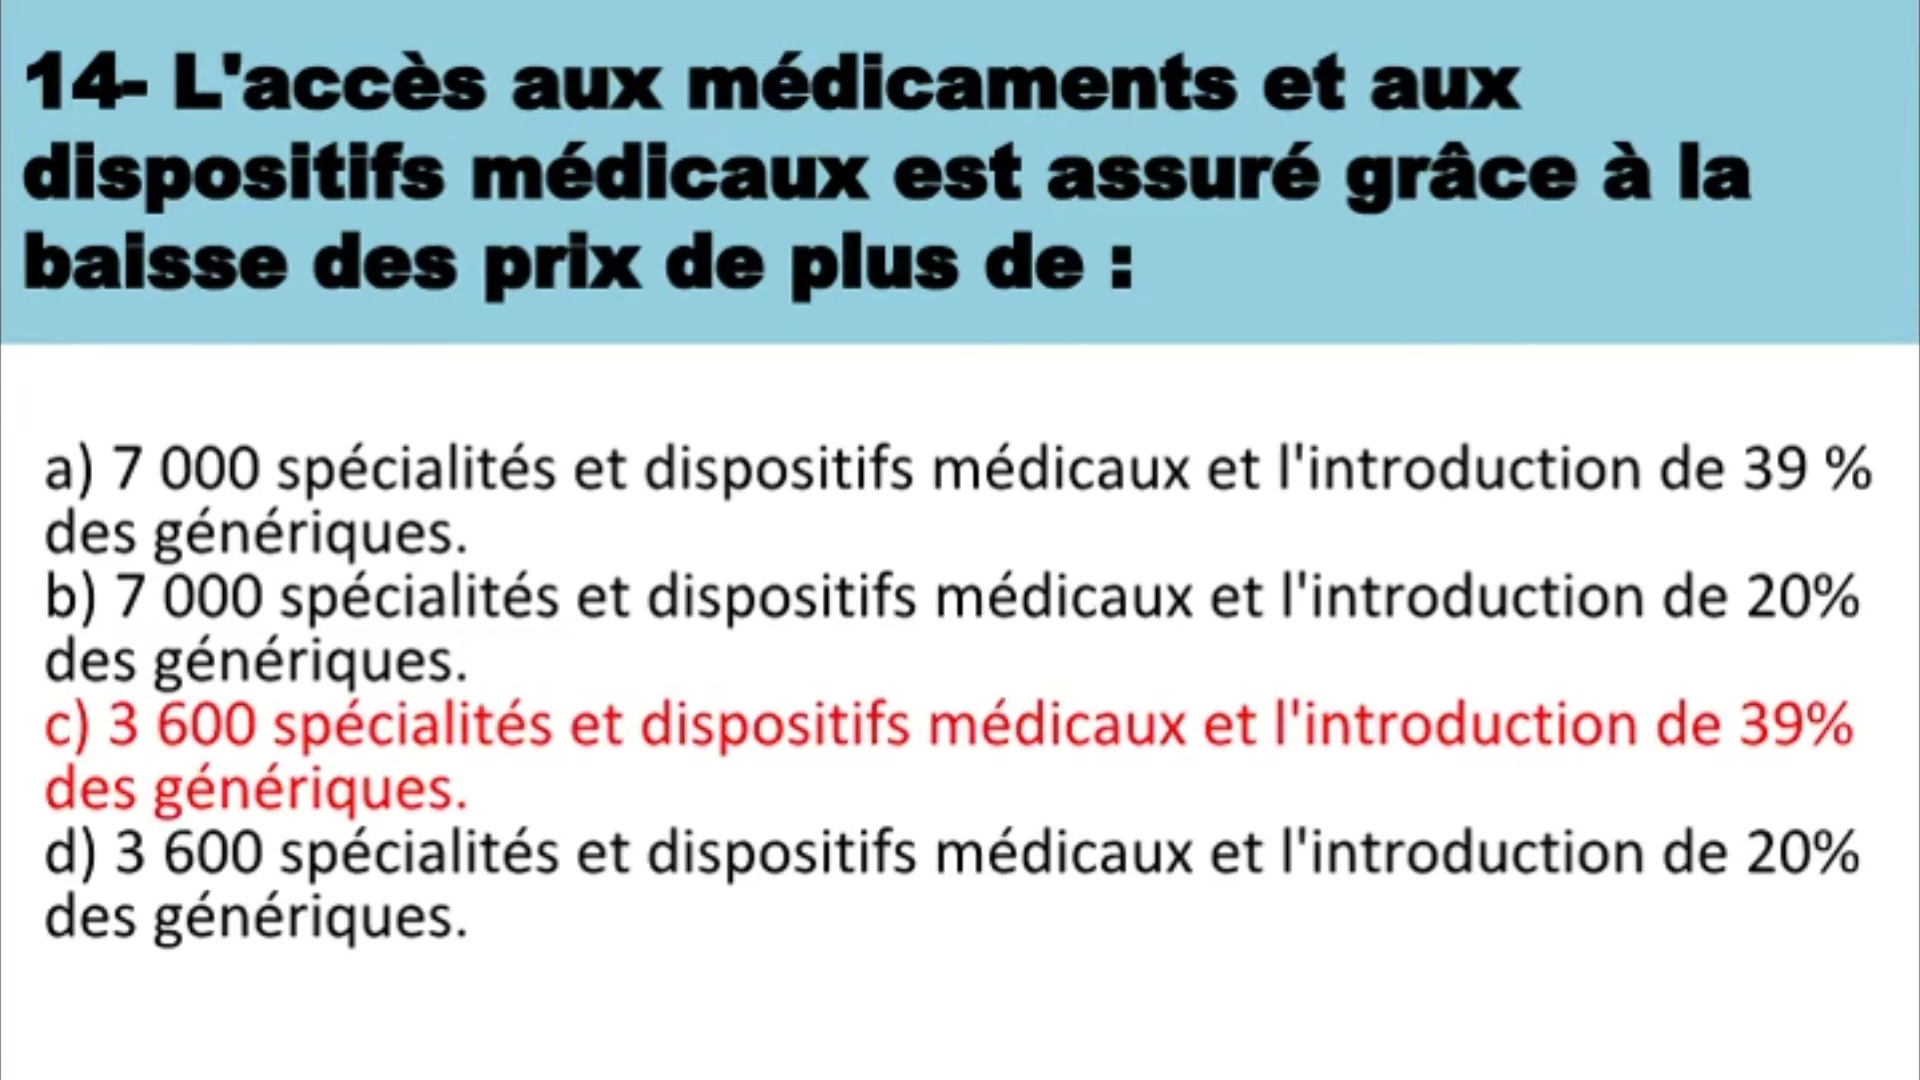 14- L'accès aux médicaments et aux
dispositifs médicaux est assuré grâce à la
baisse des prix de plus de :
a) 7 000 spécialités et dispositifs médicaux et l'introduction de 39 %
des génériques.
b) 7 000 spécialités et dispositifs médicaux et l'introduction de 20%
des génériques.
c) 3 600 spécialités et dispositifs médicaux et l'introduction de 39%
des génériques.
d) 3 600 spécialités et dispositifs médicaux et l'introduction de 20%
des génériques.